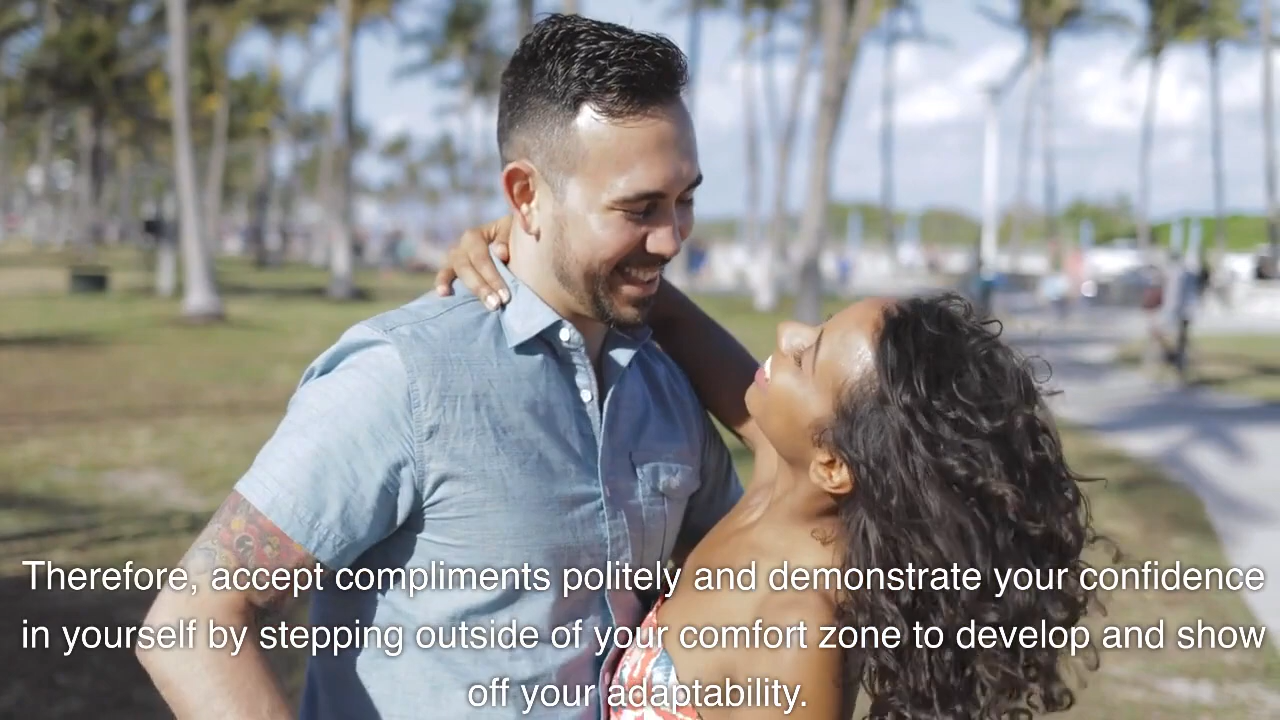 Therefore, accept compliments politely and demonstrate your confidence
in yourself by stepping outside of your comfort zone to develop and show
off your adaptability.